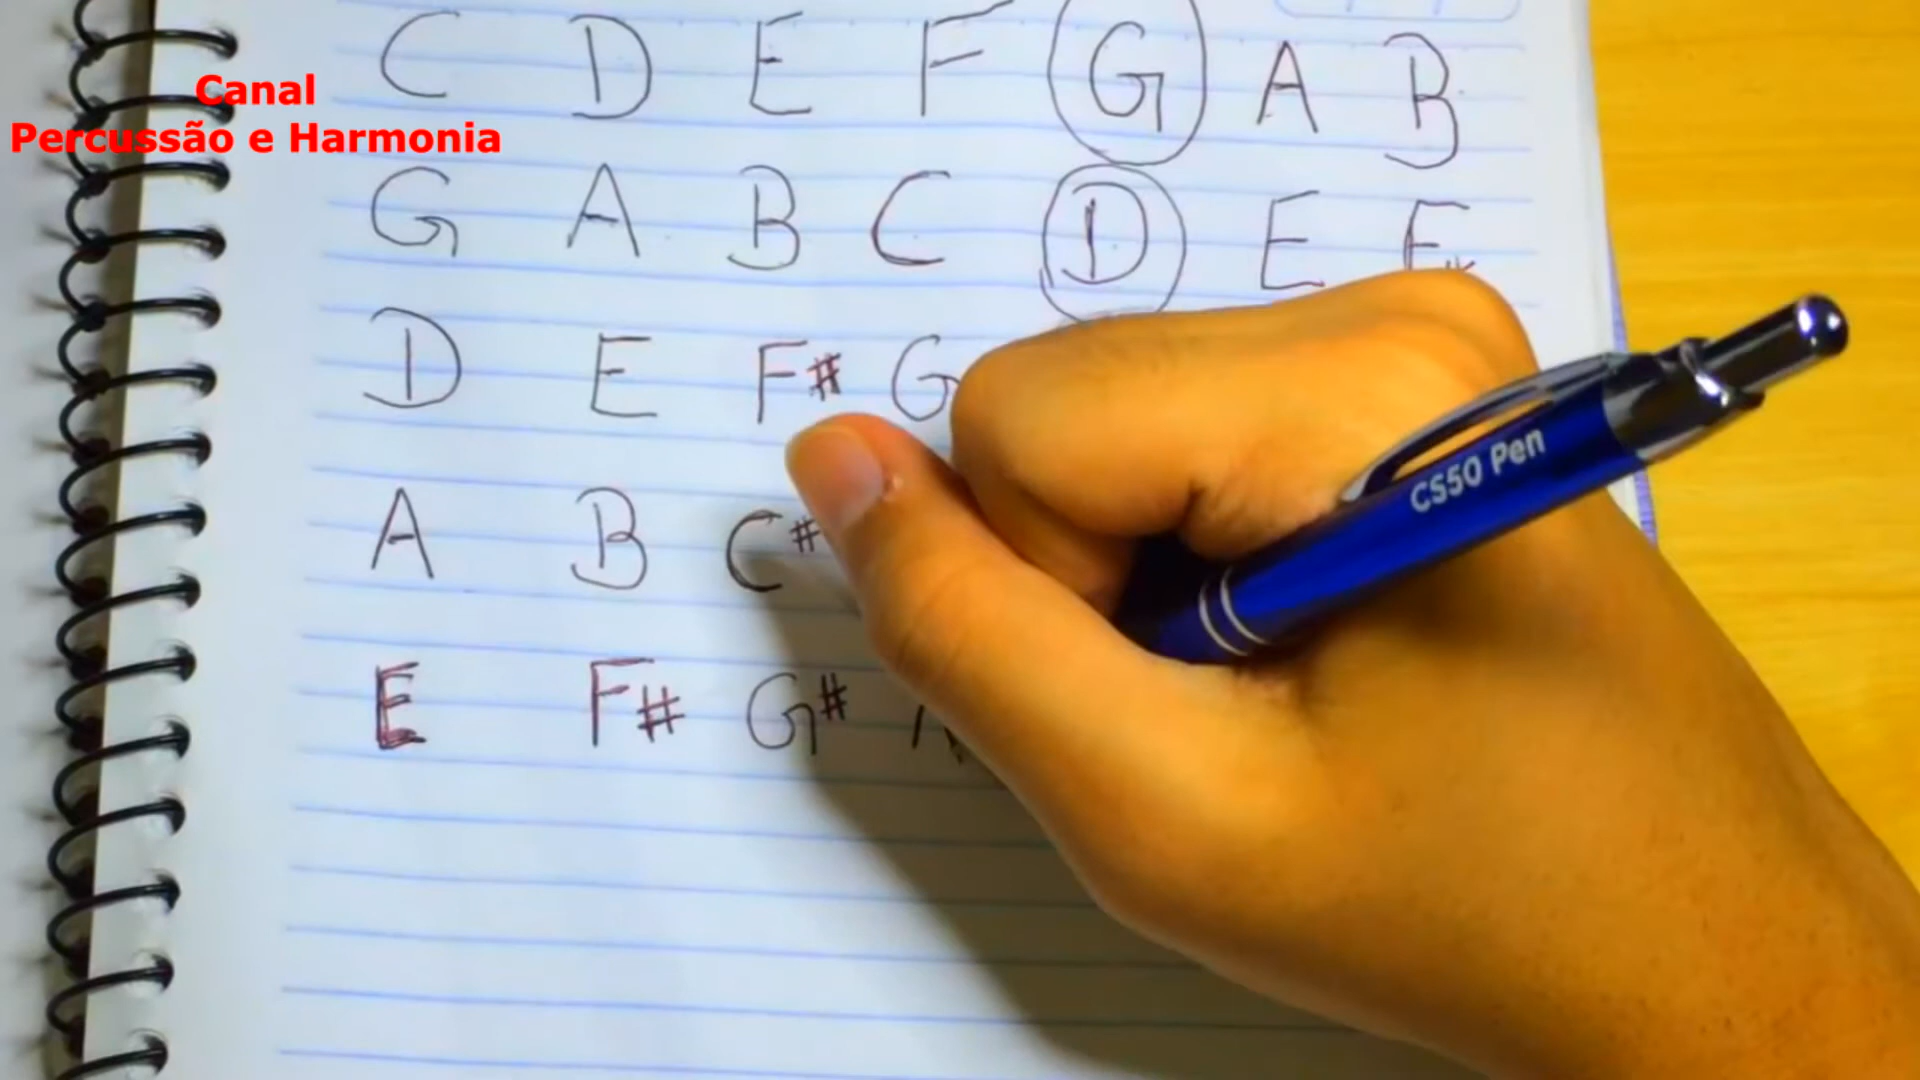 C D E F G A B
Canal
Percussão e Harmonia
G A B C D E F#
D E F# G
A B C#
E F# G# A
CS50 Pen